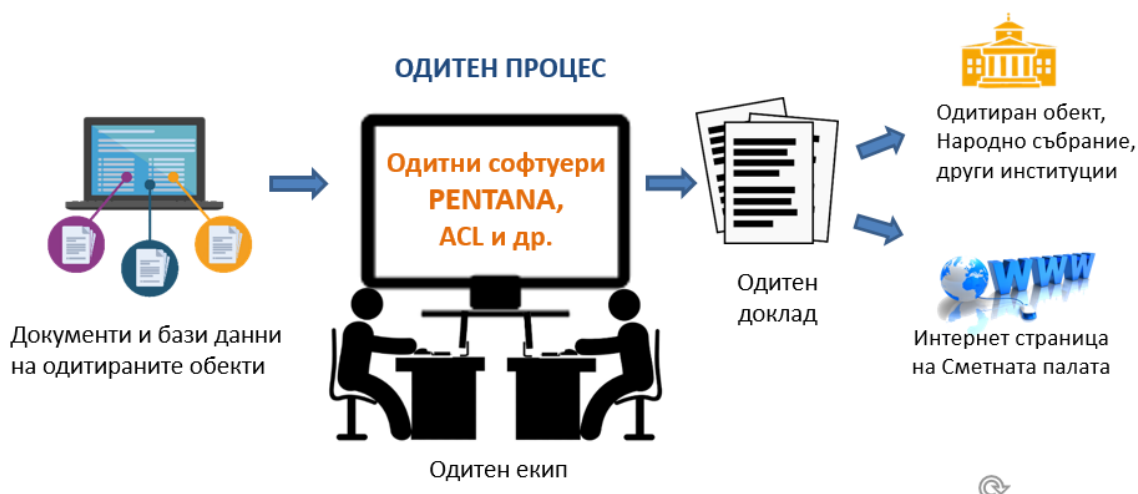 ОДИТЕН ПРОЦЕС
Одитни софтуери
PENTANA,
ACL и др.
Документи и бази данни
на одитираните обекти
Одитен екип
Одитен
доклад
Одитиран обект,
Народно събрание,
други институции
WWW
Интернет страница
на Сметната палата